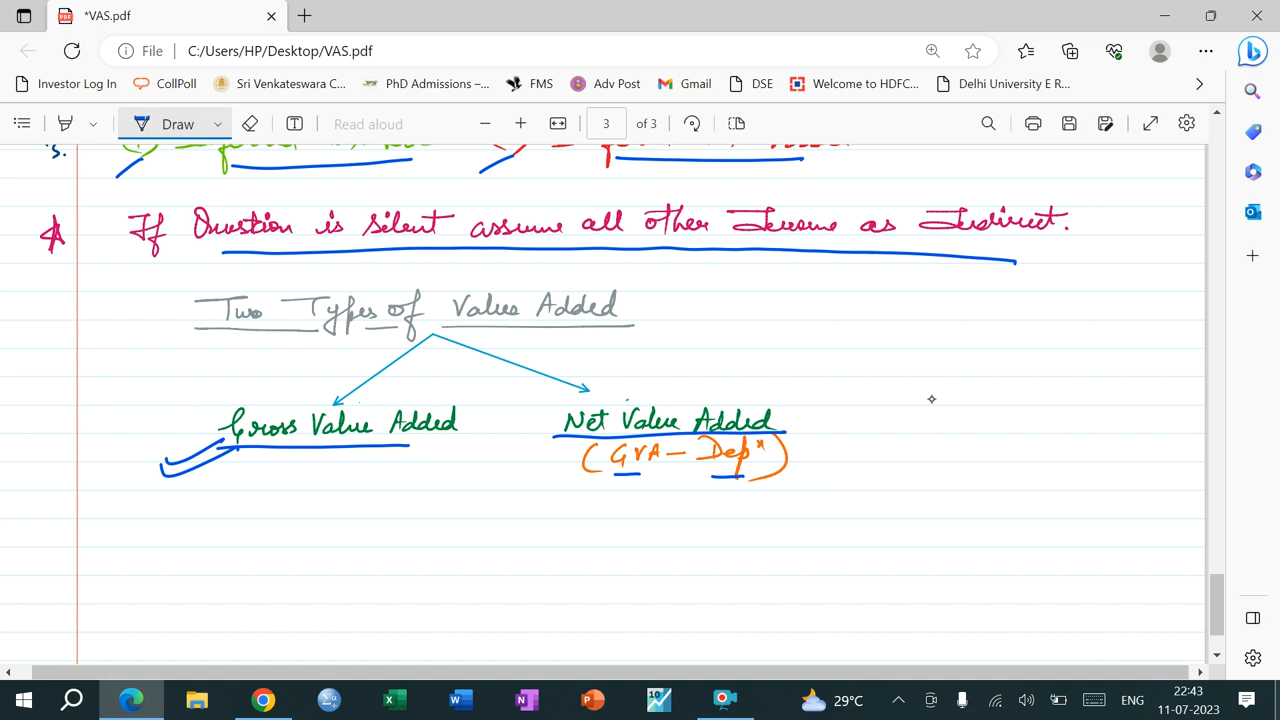 *VAS.pdf
File C:/Users/HP/Desktop/VAS.pdf
Investor Log In CollPoll Sri Venkateswara C... PhD Admissions –... FMS Adv Post Gmail DSE Welcome to HDFC... Delhi University E R...
Draw Read aloud 3 of 3
If Question is silent assume all other Income as Indirect.
Two Types of Value Added
Gross Value Added Net Value Added
(GVA – Depⁿ)
29°C ENG 22:43
11-07-2023